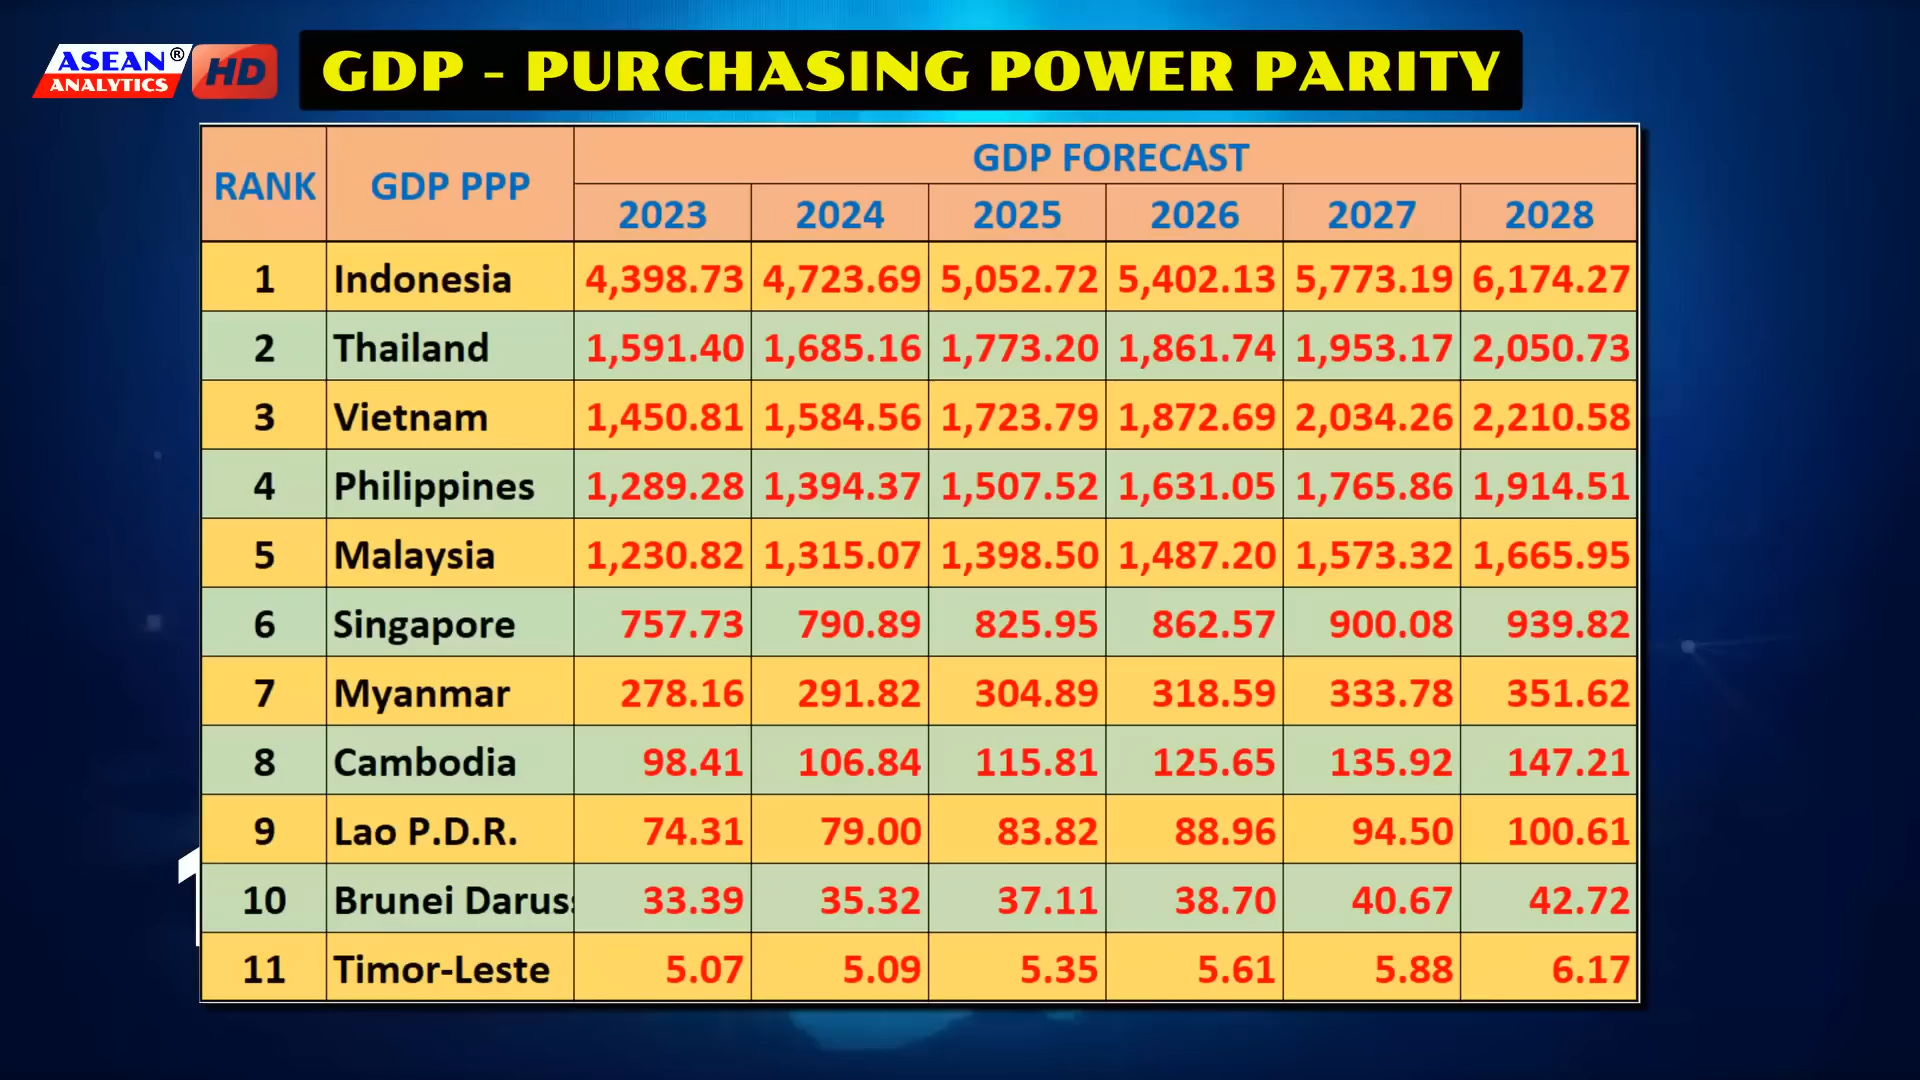 ASEAN®
ANALYTICS
HD
GDP - PURCHASING POWER PARITY
RANK GDP PPP GDP FORECAST
2023 2024 2025 2026 2027 2028
1 Indonesia 4,398.73 4,723.69 5,052.72 5,402.13 5,773.19 6,174.27
2 Thailand 1,591.40 1,685.16 1,773.20 1,861.74 1,953.17 2,050.73
3 Vietnam 1,450.81 1,584.56 1,723.79 1,872.69 2,034.26 2,210.58
4 Philippines 1,289.28 1,394.37 1,507.52 1,631.05 1,765.86 1,914.51
5 Malaysia 1,230.82 1,315.07 1,398.50 1,487.20 1,573.32 1,665.95
6 Singapore 757.73 790.89 825.95 862.57 900.08 939.82
7 Myanmar 278.16 291.82 304.89 318.59 333.78 351.62
8 Cambodia 98.41 106.84 115.81 125.65 135.92 147.21
9 Lao P.D.R. 74.31 79.00 83.82 88.96 94.50 100.61
10 Brunei Daruss 33.39 35.32 37.11 38.70 40.67 42.72
11 Timor-Leste 5.07 5.09 5.35 5.61 5.88 6.17